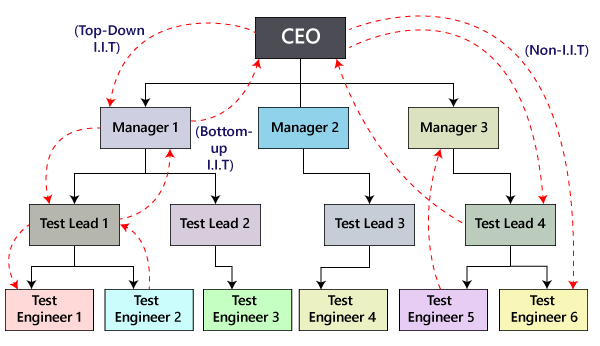 (Top-Down
I.I.T)
CEO
(Non-I.I.T)
Manager 1
(Bottom-
up
I.I.T)
Manager 2
Manager 3
Test Lead 1
Test Lead 2
Test Lead 3
Test Lead 4
Test
Engineer 1
Test
Engineer 2
Test
Engineer 3
Test
Engineer 4
Test
Engineer 5
Test
Engineer 6